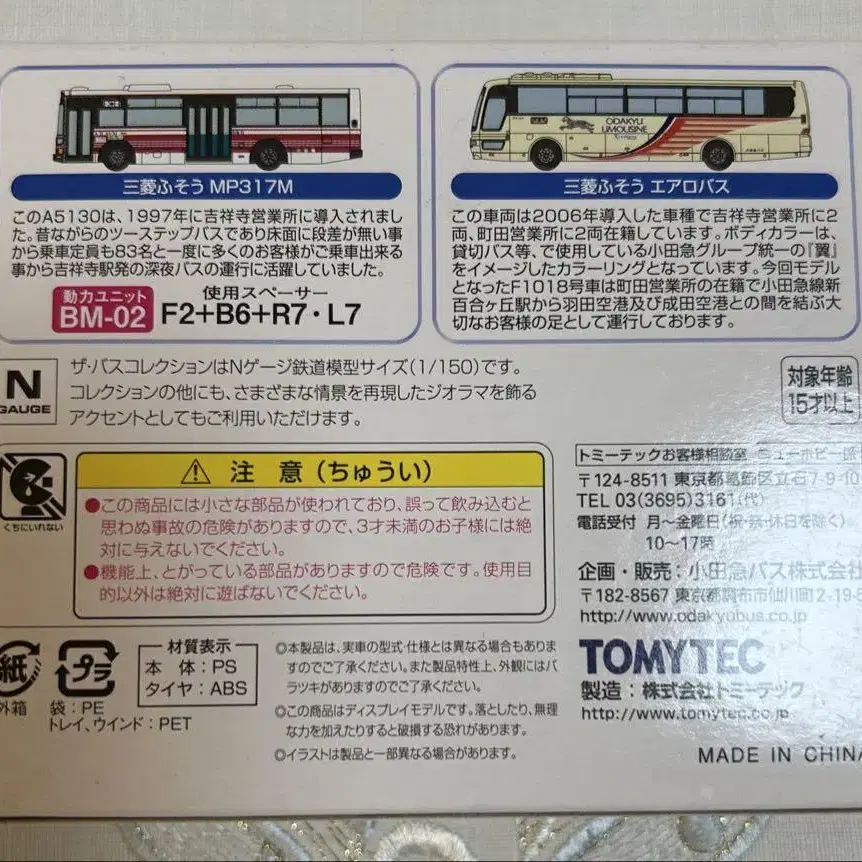 ODAKYU
LIMOUSINE
三菱ふそう MP317M
このA5130は、1997年に吉祥寺営業所に導入されまし
た。昔ながらのツーステップバスであり床面に段差が無い事
から乗車定員も83名と一度に多くのお客様がご乗車出来る
事から吉祥寺駅発の深夜バスの運行に活躍していました。
動力ユニット
BM-02
使用スペーサー
F2+B6+R7・L7
三菱ふそう エアロバス
この車両は2006年導入した車種で吉祥寺営業所に2
両、町田営業所に2両在籍しています。ボディカラーは、
貸切バス等、で使用している小田急グループ統一の『翼』
をイメージしたカラーリングとなっています。今回モデル
となったF1018号車は町田営業所の在籍で小田急線新
百合ヶ丘駅から羽田空港及び成田空港との間を結ぶ大
切なお客様の足として運行しております。
N
GAUGE
ザ・バスコレクションはNゲージ鉄道模型サイズ(1/150)です。
コレクションの他にも、さまざまな情景を再現したジオラマを飾る
アクセントとしてもご利用いただけます。
対象年齢
15才以上
くちにいれない
注 意(ちゅうい)
●この商品には小さな部品が使われており、誤って飲み込むと
思わぬ事故の危険がありますので、3才未満のお子様には絶
対に与えないでください。
●機能上、とがっている部品がありますので危険です。使用目
的以外は絶対に遊ばないでください。
トミーテックお客様相談室 ニューホビー
〒124-8511 東京都葛飾区立石7-9-10
TEL 03(3695)3161(代)
電話受付 月〜金曜日(祝・祭・休日を除く)
10〜17時
企画・販売:小田急バス株式会社
〒182-8567 東京都調布市仙川町2-19-5
http://www.odakyubus.co.jp
TOMYTEC
製造:株式会社トミーテック
http://www.tomytec.co.jp
MADE IN CHINA
紙
外箱
プラ
袋:PE
トレイ、ウインド:PET
材質表示
本 体:PS
タイヤ:ABS
◎本製品は、実車の型式・仕様とは異なる場合もありま
すのでご了承ください。また製品特性上、外観にはバ
ラツキがありますのでご了承ください。
◎この商品はディスプレイモデルです。落としたり、無理
な力を加えたりすると破損する恐れがあります。
◎イラストは製品と一部異なる場合があります。